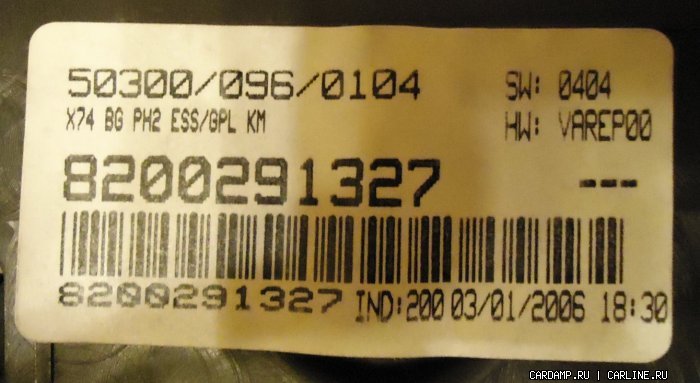 50300/096/0104 SW: 0404
X74 BG PH2 ESS/GPL KM HW: VAREP00
8200291327 ---
8200291327 IND:200 03/01/2006 18:30
CARDAMP.RU | CARLINE.RU